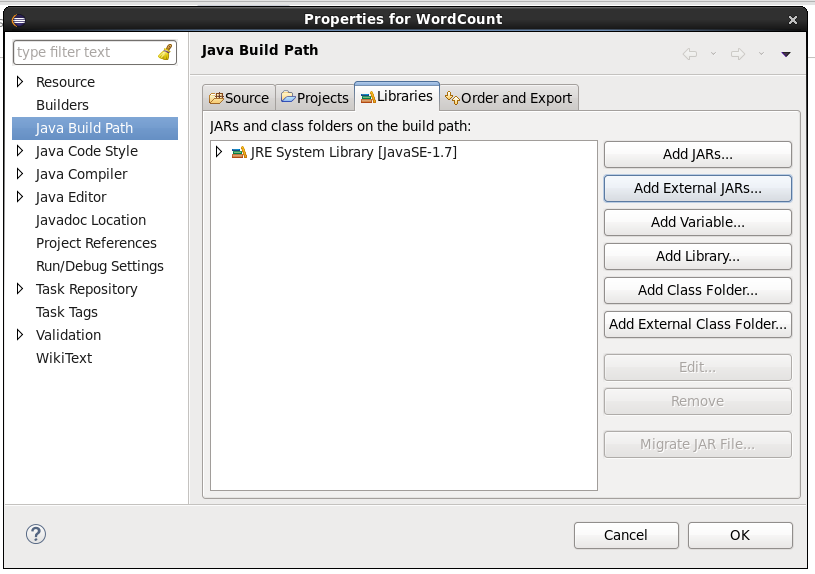 Properties for WordCount
type filter text
Resource
Builders
Java Build Path
Java Code Style
Java Compiler
Java Editor
Javadoc Location
Project References
Run/Debug Settings
Task Repository
Task Tags
Validation
WikiText
Java Build Path
Source
Projects
Libraries
Order and Export
JARs and class folders on the build path:
JRE System Library [JavaSE-1.7]
Add JARs...
Add External JARs...
Add Variable...
Add Library...
Add Class Folder...
Add External Class Folder...
Edit...
Remove
Migrate JAR File...
?
Cancel
OK